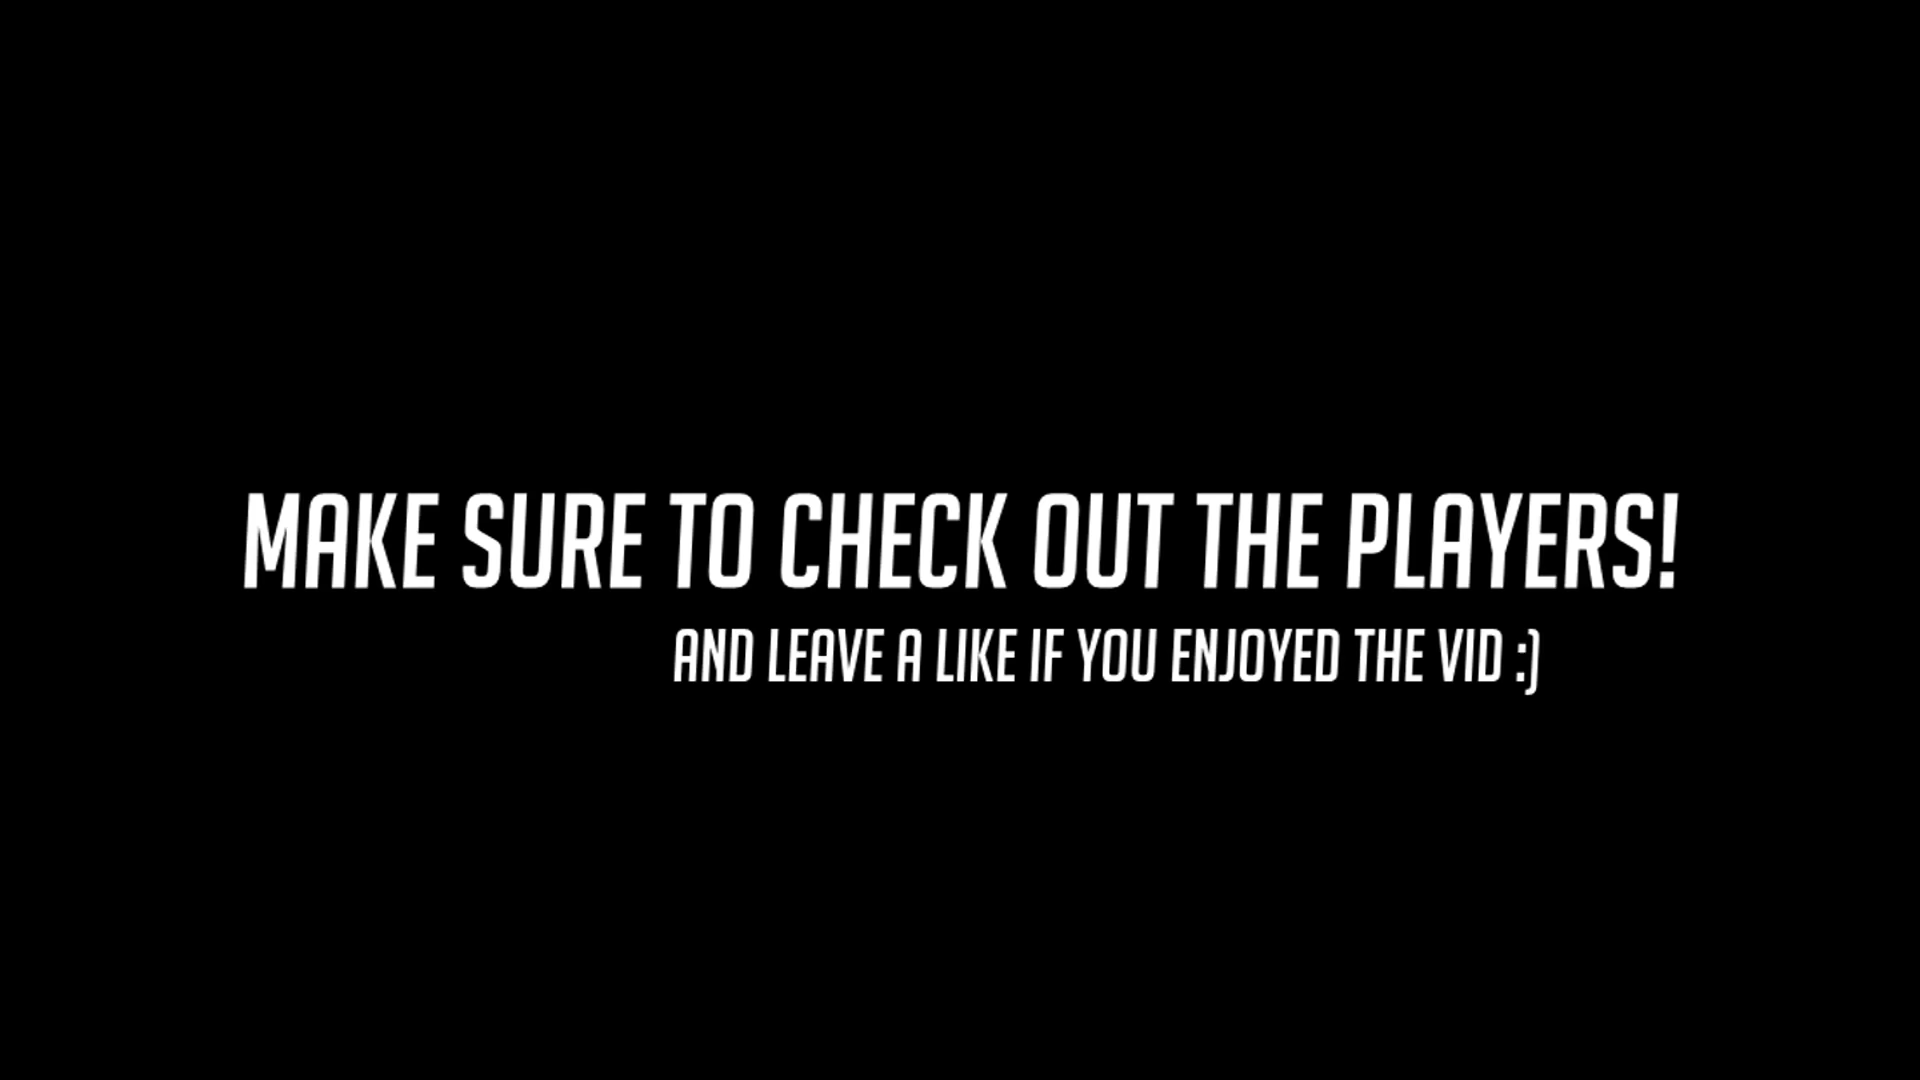 MAKE SURE TO CHECK OUT THE PLAYERS!
AND LEAVE A LIKE IF YOU ENJOYED THE VID :)